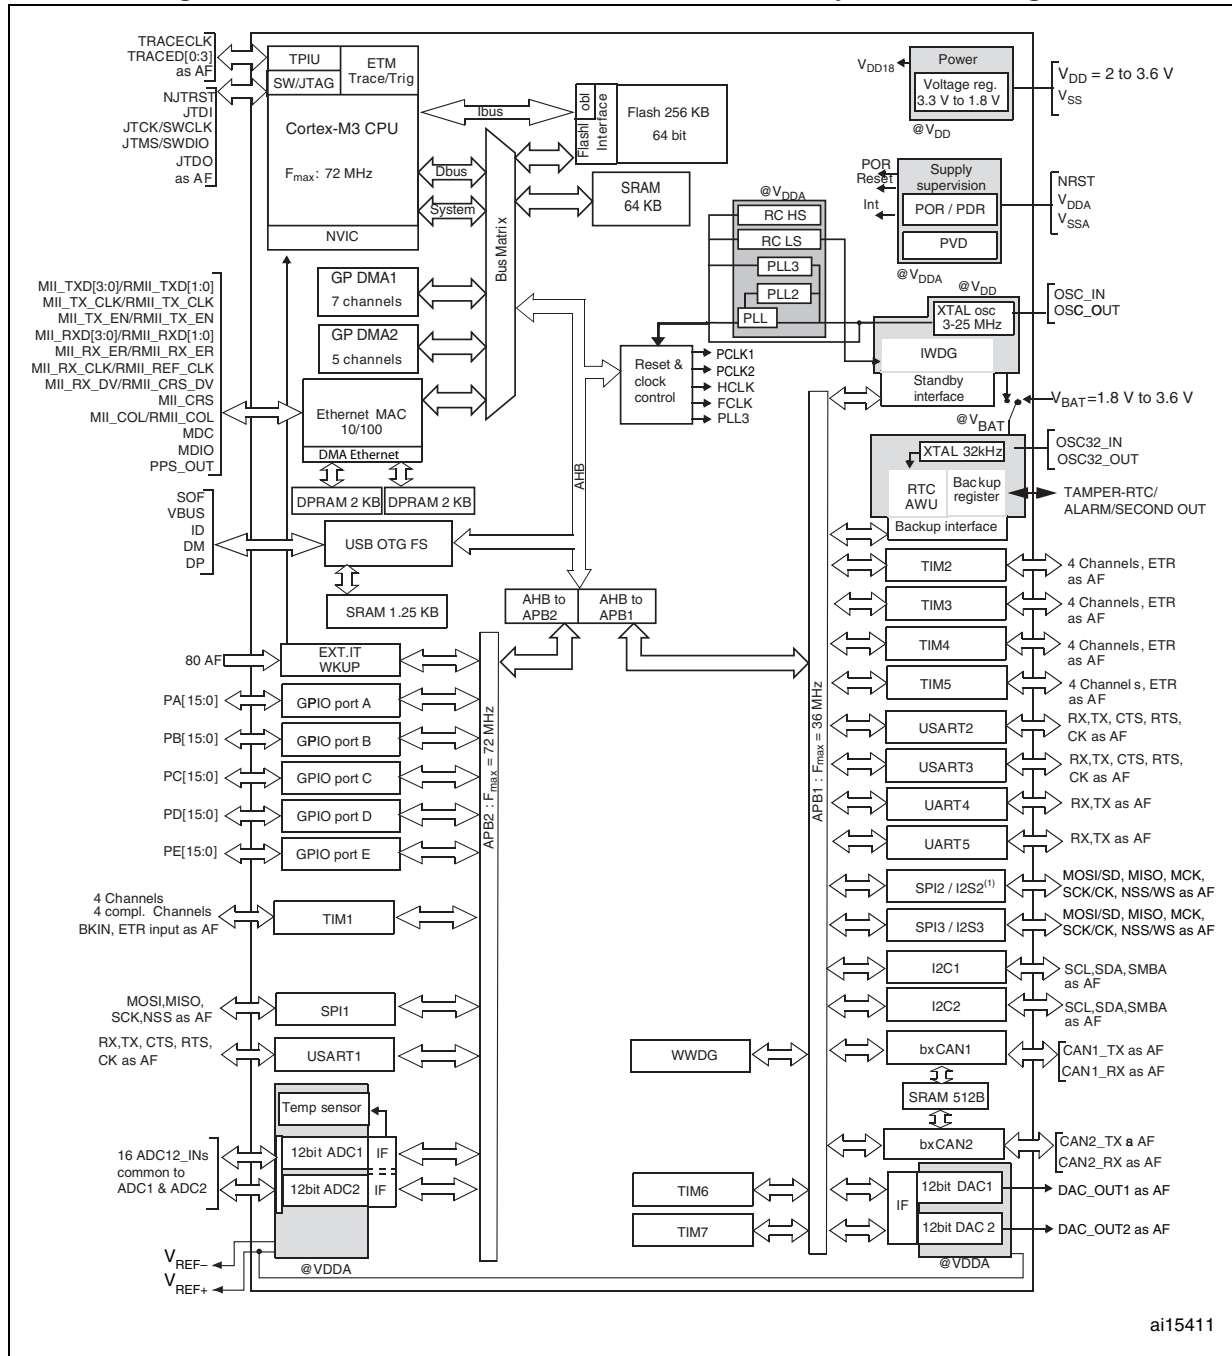 TRACECLK
TRACED[0:3]
as AF
TPIU
ETM
Trace/Trig
SW/JTAG
NJTRST
JTDI
JTCK/SWCLK
JTMS/SWDIO
JTDO
as AF
Cortex-M3 CPU
Fmax: 72 MHz
NVIC
Ibus
Dbus
System
Bus Matrix
Flashl obl
Interface
Flash 256 KB
64 bit
SRAM
64 KB
VDD18
Power
Voltage reg.
3.3 V to 1.8 V
@VDD
VDD = 2 to 3.6 V
VSS
POR
Reset
Int
Supply
supervision
POR / PDR
PVD
@VDDA
NRST
VDDA
VSSA
@VDDA
RC HS
RC LS
PLL3
PLL2
PLL
@VDD
XTAL osc
3-25 MHz
OSC_IN
OSC_OUT
IWDG
Standby
interface
VBAT=1.8 V to 3.6 V
@VBAT
GP DMA1
7 channels
GP DMA2
5 channels
MII_TXD[3:0]/RMII_TXD[1:0]
MII_TX_CLK/RMII_TX_CLK
MII_TX_EN/RMII_TX_EN
MII_RXD[3:0]/RMII_RXD[1:0]
MII_RX_ER/RMII_RX_ER
MII_RX_CLK/RMII_REF_CLK
MII_RX_DV/RMII_CRS_DV
MII_CRS
MII_COL/RMII_COL
MDC
MDIO
PPS_OUT
Ethernet MAC
10/100
DMA Ethernet
DPRAM 2 KB
DPRAM 2 KB
Reset &
clock
control
PCLK1
PCLK2
HCLK
FCLK
PLL3
AHB
XTAL 32kHz
OSC32_IN
OSC32_OUT
RTC
AWU
Backup
register
TAMPER-RTC/
ALARM/SECOND OUT
Backup interface
SOF
VBUS
ID
DM
DP
USB OTG FS
SRAM 1.25 KB
AHB to
APB2
AHB to
APB1
80 AF
EXT.IT
WKUP
PA[15:0]
GPIO port A
PB[15:0]
GPIO port B
PC[15:0]
GPIO port C
PD[15:0]
GPIO port D
PE[15:0]
GPIO port E
APB2 : Fmax = 72 MHz
APB1 : Fmax = 36 MHz
4 Channels
4 compl. Channels
BKIN, ETR input as AF
TIM1
MOSI,MISO,
SCK,NSS as AF
SPI1
RX,TX, CTS, RTS,
CK as AF
USART1
Temp sensor
16 ADC12_INs
common to
ADC1 & ADC2
12bit ADC1
IF
12bit ADC2
IF
VREF–
VREF+
@VDDA
TIM2
4 Channels, ETR
as AF
TIM3
4 Channels, ETR
as AF
TIM4
4 Channels, ETR
as AF
TIM5
4 Channels, ETR
as AF
USART2
RX,TX, CTS, RTS,
CK as AF
USART3
RX,TX, CTS, RTS,
CK as AF
UART4
RX,TX as AF
UART5
RX,TX as AF
SPI2 / I2S2(1)
MOSI/SD, MISO, MCK,
SCK/CK, NSS/WS as AF
SPI3 / I2S3
MOSI/SD, MISO, MCK,
SCK/CK, NSS/WS as AF
I2C1
SCL,SDA,SMBA
as AF
I2C2
SCL,SDA,SMBA
as AF
WWDG
bxCAN1
CAN1_TX as AF
CAN1_RX as AF
SRAM 512B
bxCAN2
CAN2_TX a AF
CAN2_RX as AF
TIM6
TIM7
IF
12bit DAC1
DAC_OUT1 as AF
12bit DAC 2
DAC_OUT2 as AF
@VDDA
ai15411